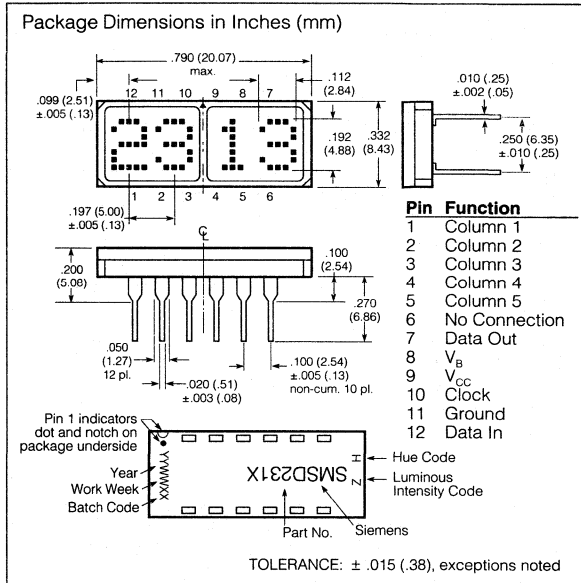 Package Dimensions in Inches (mm)
.790 (20.07)
max.
.112
(2.84)
.010 (.25)
±.002 (.05)
.099 (2.51)
±.005 (.13)
12 11 10 9 8 7
2313
.192
(4.88)
.332
(8.43)
.250 (6.35)
±.010 (.25)
1 2 3 4 5 6
.197 (5.00)
±.005 (.13)
Pin Function
1 Column 1
2 Column 2
3 Column 3
4 Column 4
5 Column 5
6 No Connection
7 Data Out
8 VB
9 VCC
10 Clock
11 Ground
12 Data In
℄
.200
(5.08)
.100
(2.54)
.270
(6.86)
.050
(1.27)
12 pl.
.020 (.51)
±.003 (.08)
.100 (2.54)
±.005 (.13)
non-cum. 10 pl.
Pin 1 indicators
dot and notch on
package underside
Year
Work Week
Batch Code
YYWWXX
SMSD231X
H
Z
Hue Code
Luminous
Intensity Code
Part No.
Siemens
TOLERANCE: ± .015 (.38), exceptions noted